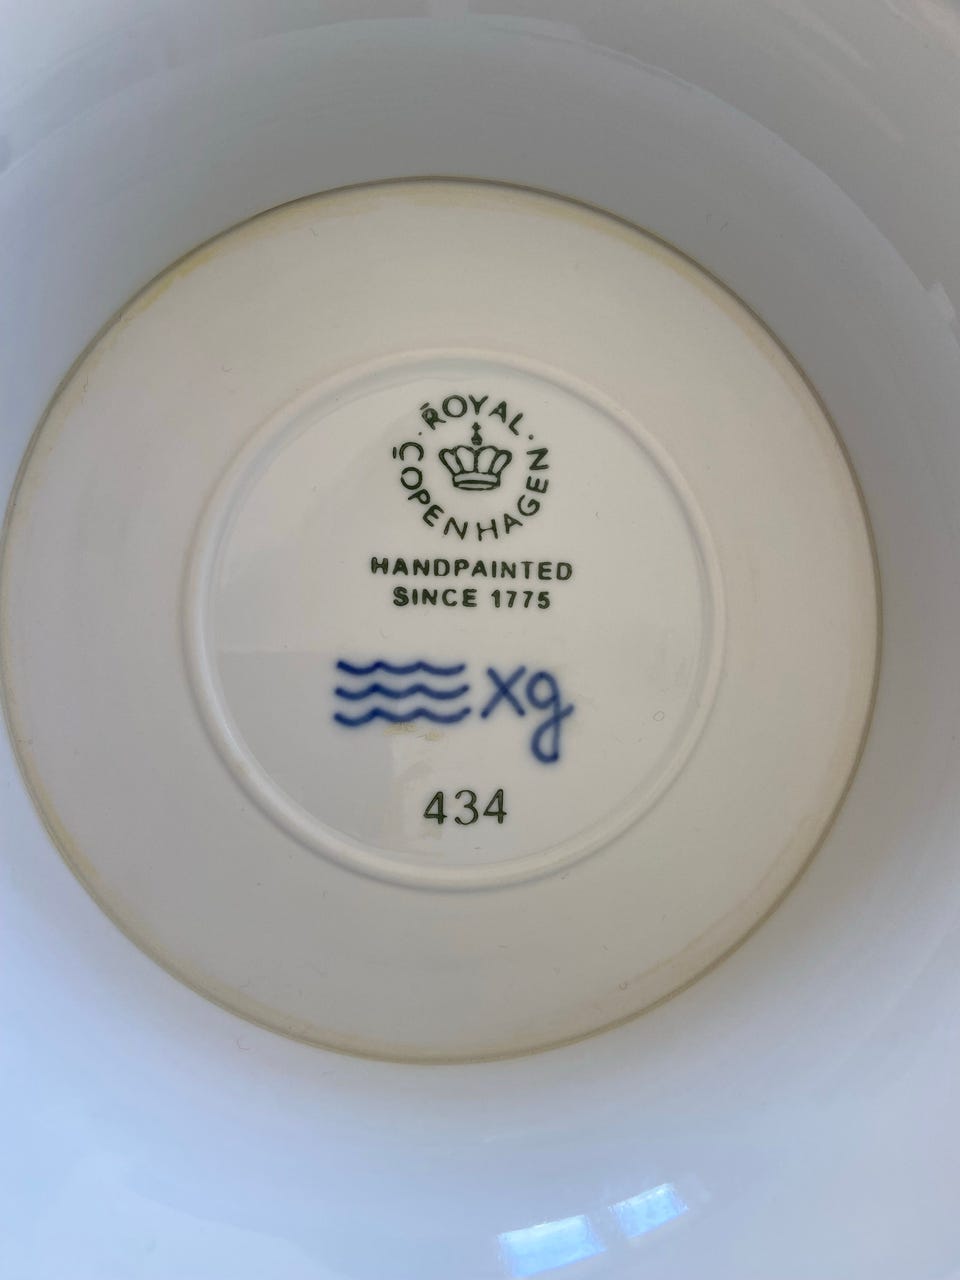 ROYAL · COPENHAGEN ·
HANDPAINTED
SINCE 1775
xg
434